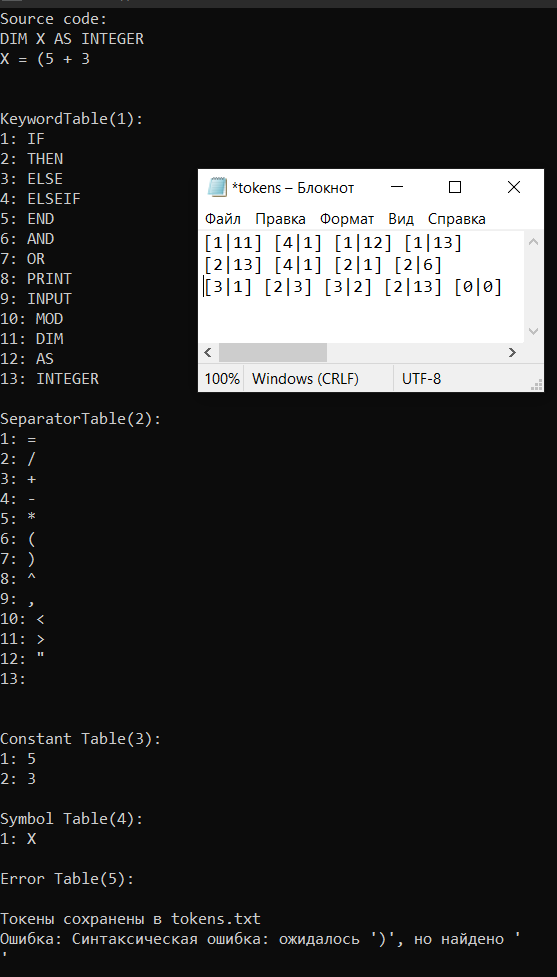 Source code:
DIM X AS INTEGER
X = (5 + 3
KeywordTable(1):
1: IF
2: THEN
3: ELSE
4: ELSEIF
5: END
6: AND
7: OR
8: PRINT
9: INPUT
10: MOD
11: DIM
12: AS
13: INTEGER
SeparatorTable(2):
1: =
2: /
3: +
4: -
5: *
6: (
7: )
8: ^
9: ,
10: <
11: >
12: "
13:
Constant Table(3):
1: 5
2: 3
Symbol Table(4):
1: X
Error Table(5):
Токены сохранены в tokens.txt
Ошибка: Синтаксическая ошибка: ожидалось ')', но найдено '
'
*tokens – Блокнот
Файл Правка Формат Вид Справка
[1|11] [4|1] [1|12] [1|13]
[2|13] [4|1] [2|1] [2|6]
[3|1] [2|3] [3|2] [2|13] [0|0]
100% Windows (CRLF) UTF-8